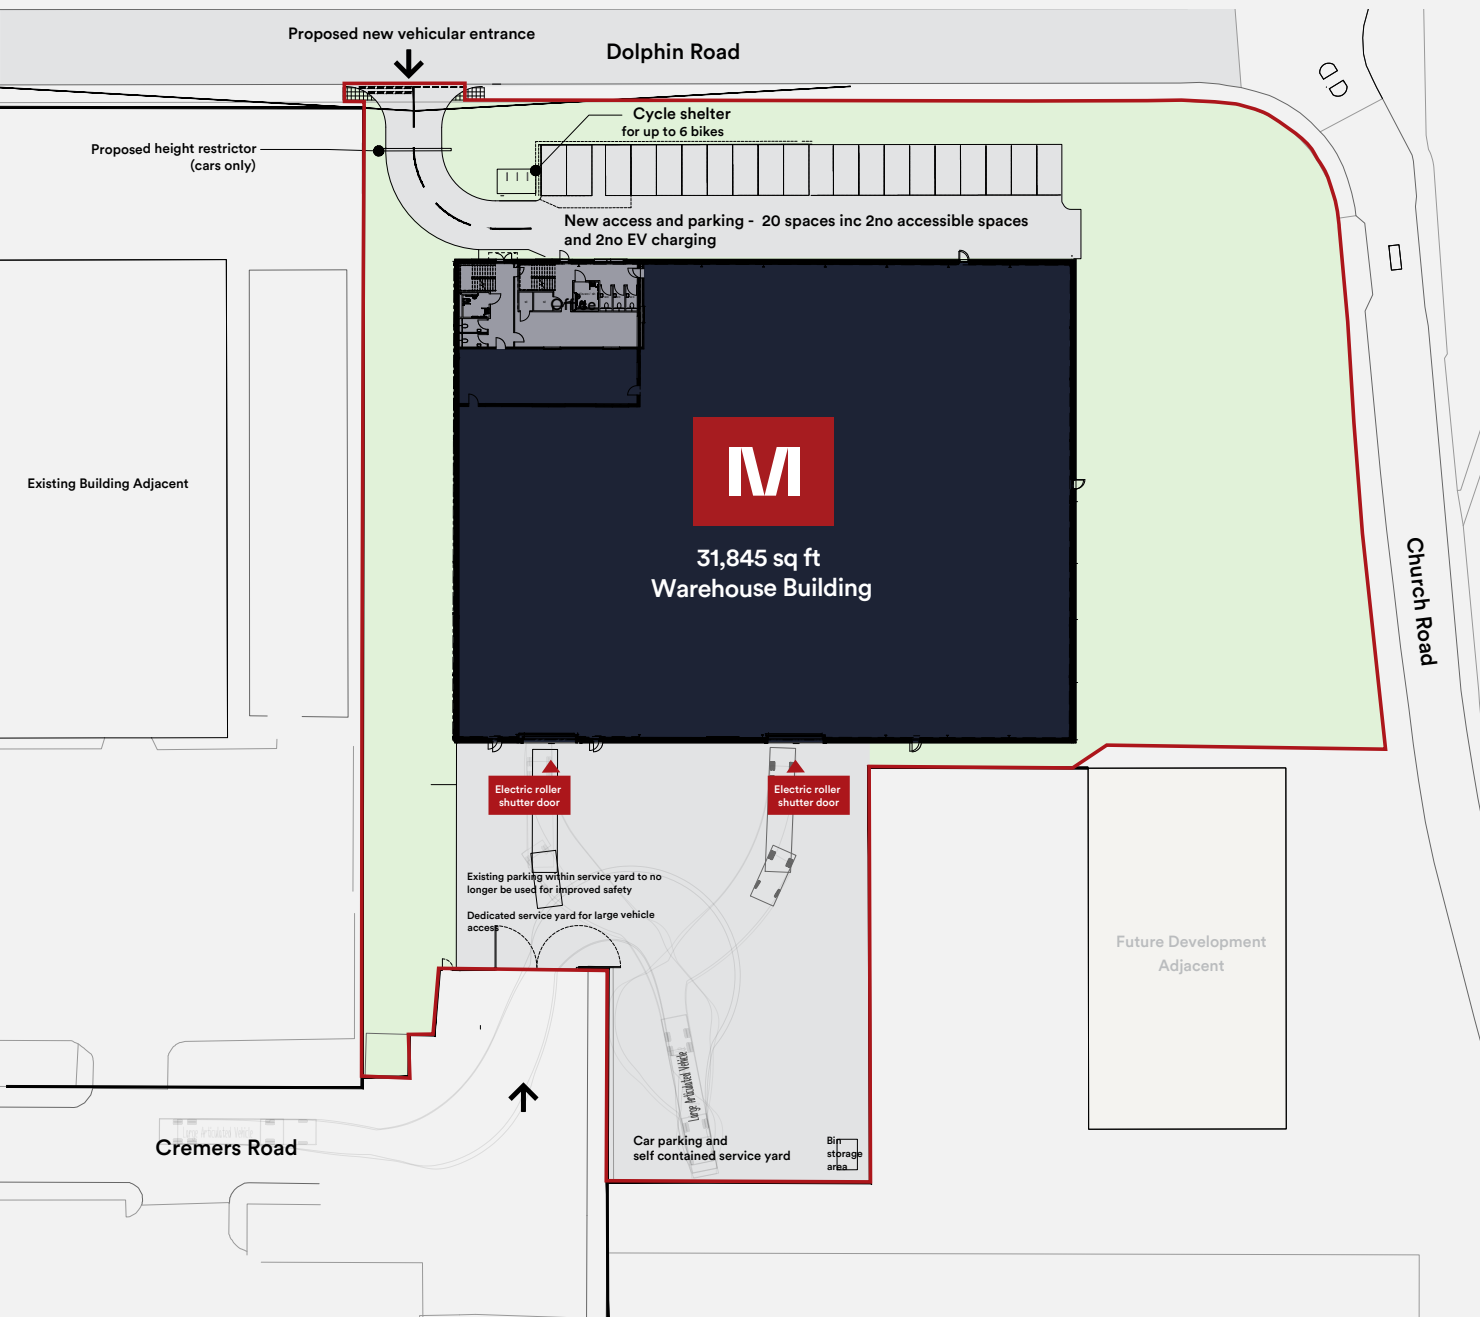 Proposed new vehicular entrance
Dolphin Road
Cycle shelter
for up to 6 bikes
Proposed height restrictor
(cars only)
New access and parking - 20 spaces inc 2no accessible spaces
and 2no EV charging
Office
Existing Building Adjacent
M
31,845 sq ft
Warehouse Building
Church Road
Electric roller
shutter door
Electric roller
shutter door
Existing parking within service yard to no
longer be used for improved safety
Dedicated service yard for large vehicle
access
Future Development
Adjacent
Large Articulated Vehicle
Large Articulated Vehicle
Cremers Road
Car parking and
self contained service yard
Bin
storage
area